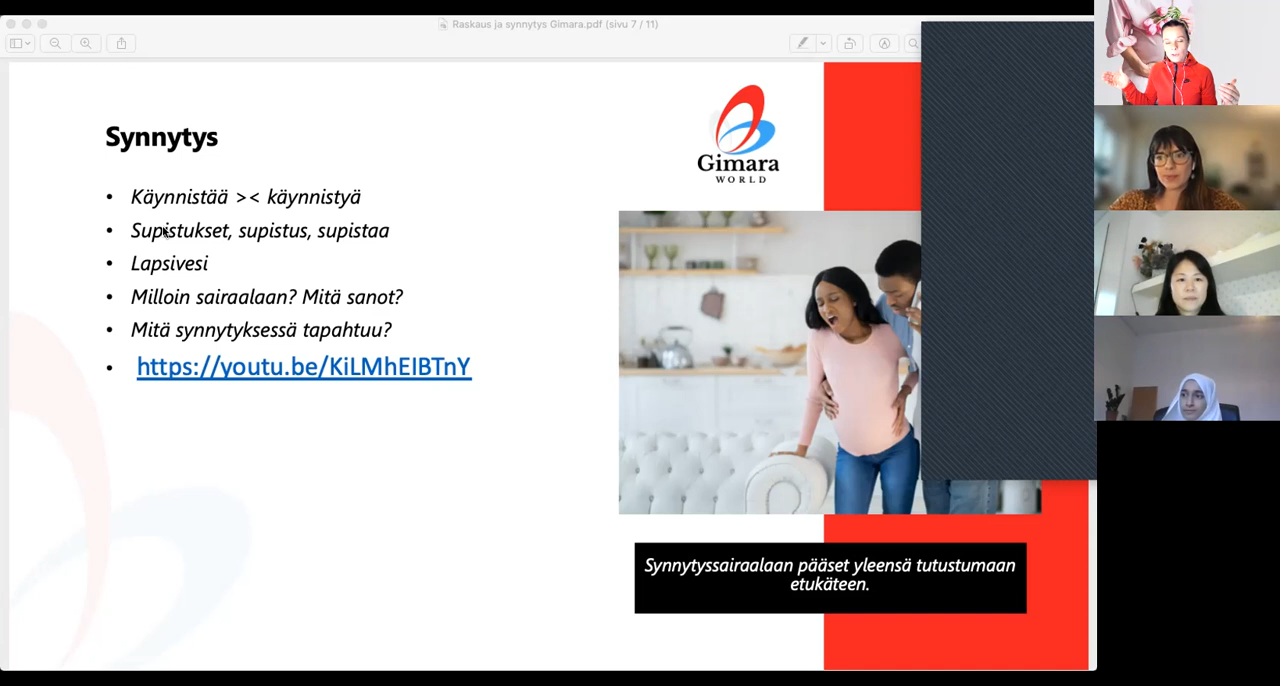 Raskaus ja synnytys Gimara.pdf (sivu 7 / 11)
Gimara
WORLD
Synnytys
• Käynnistää >< käynnistyä
• Supistukset, supistus, supistaa
• Lapsivesi
• Milloin sairaalaan? Mitä sanot?
• Mitä synnytyksessä tapahtuu?
• https://youtu.be/KiLMhEIBTnY
Synnytyssairaalaan pääset yleensä tutustumaan
etukäteen.